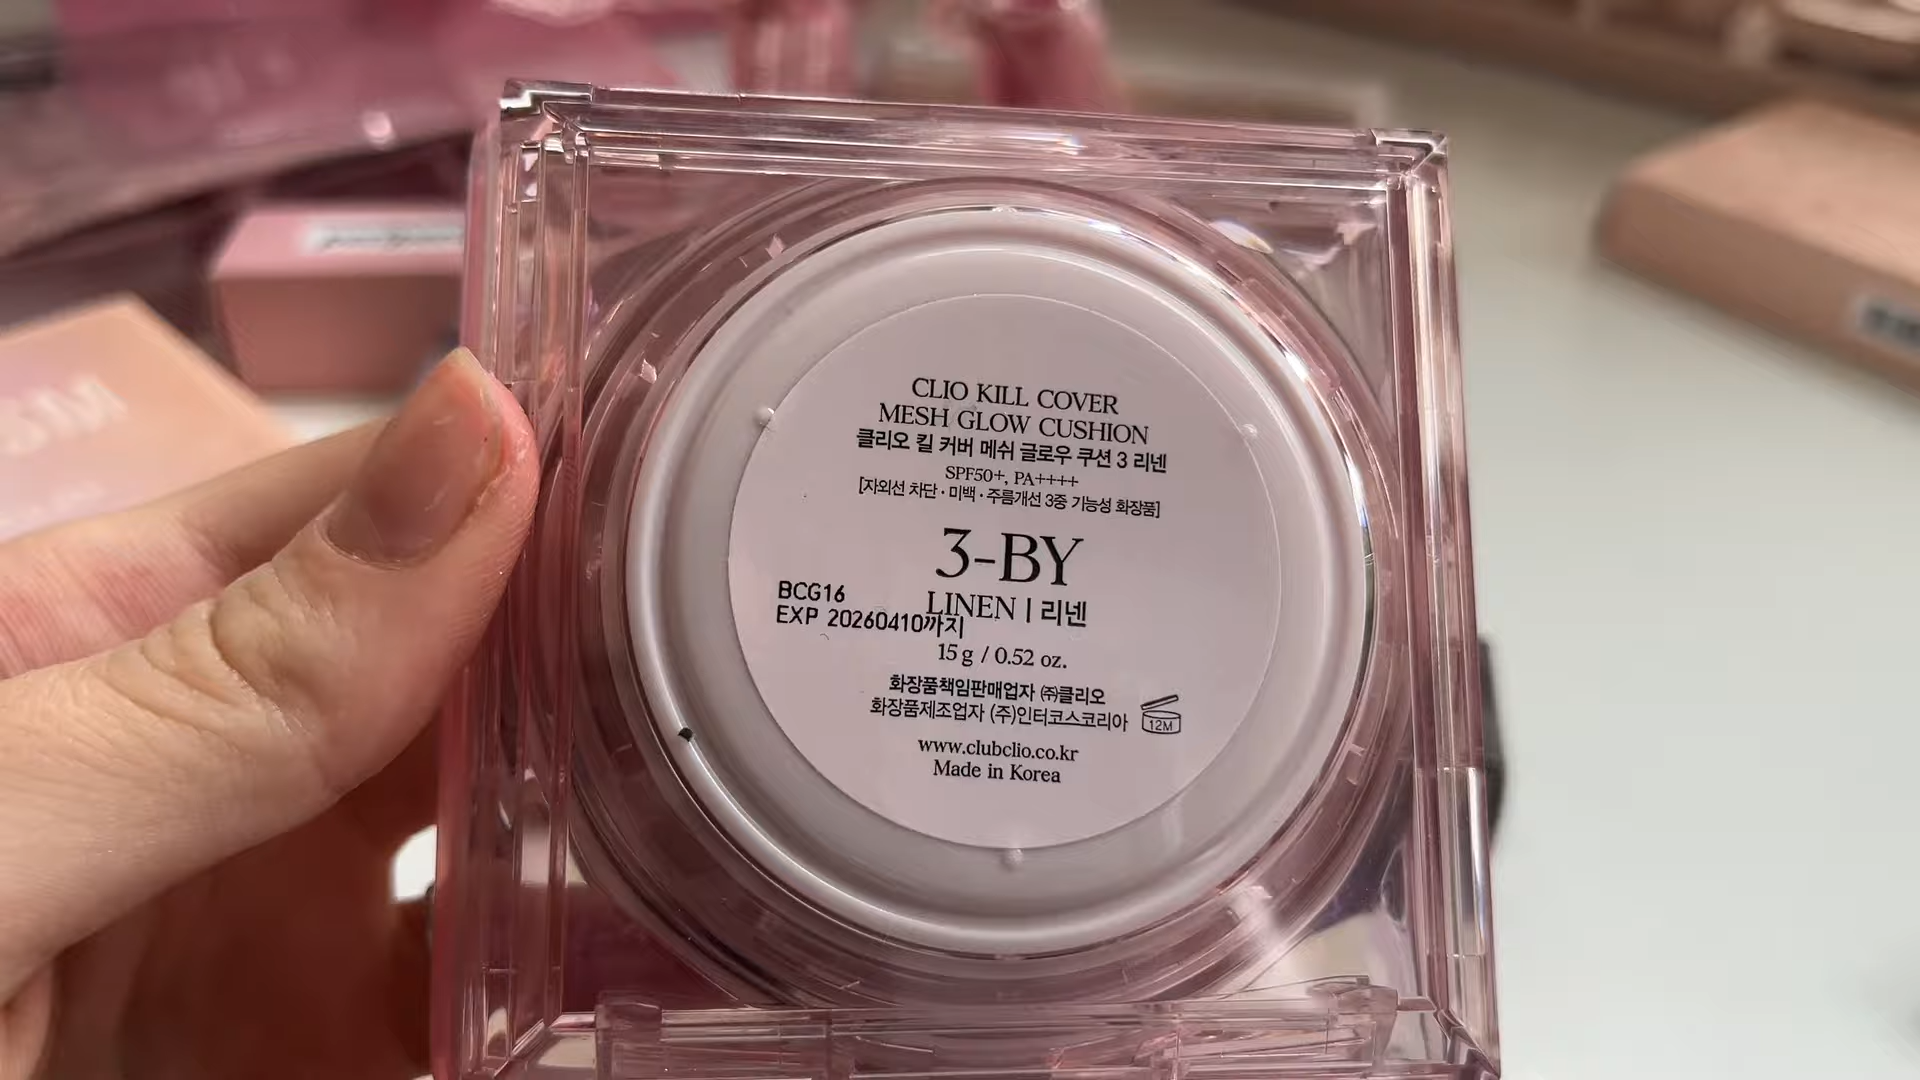 CLIO KILL COVER
MESH GLOW CUSHION
클리오 킬 커버 메쉬 글로우 쿠션 3 리넨
SPF50+, PA++++
[자외선 차단 · 미백 · 주름개선 3중 기능성 화장품]
3-BY
BCG16
LINEN | 리넨
EXP 20260410까지
15 g / 0.52 oz.
화장품책임판매업자 ㈜클리오
화장품제조업자 (주)인터코스코리아
12M
www.clubclio.co.kr
Made in Korea